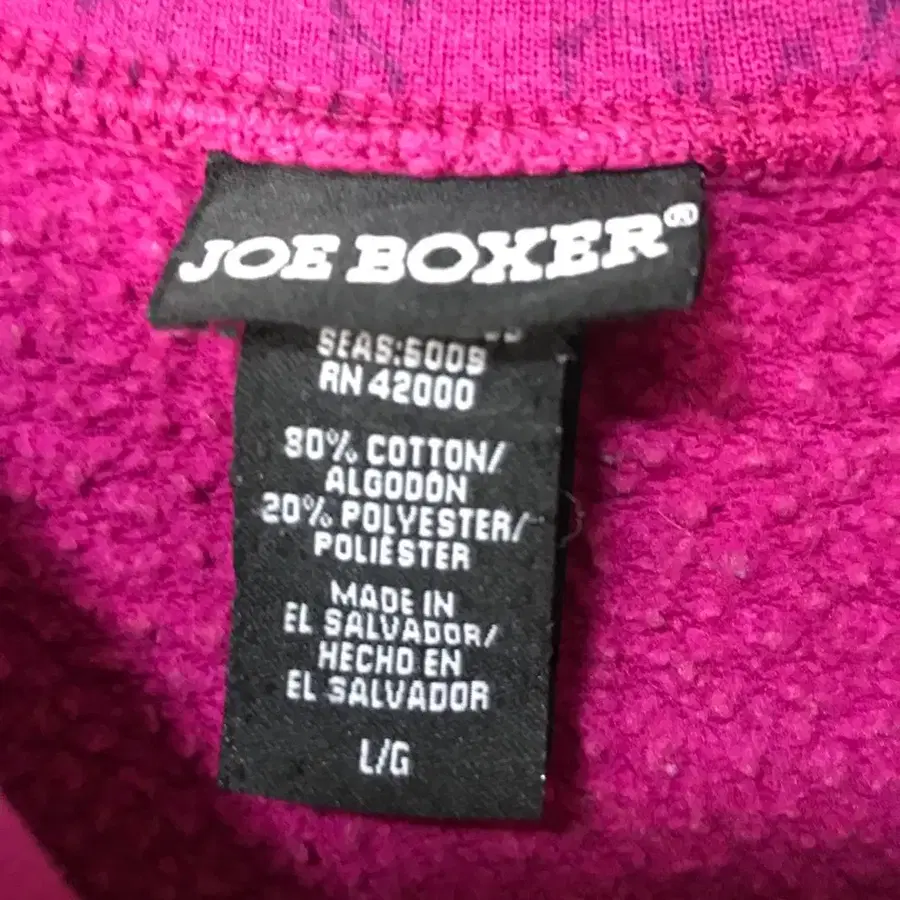 JOE BOXER®
SEAS:5009
RN 42000
80% COTTON/
ALGODÓN
20% POLYESTER/
POLIÉSTER
MADE IN
EL SALVADOR/
HECHO EN
EL SALVADOR
L/G